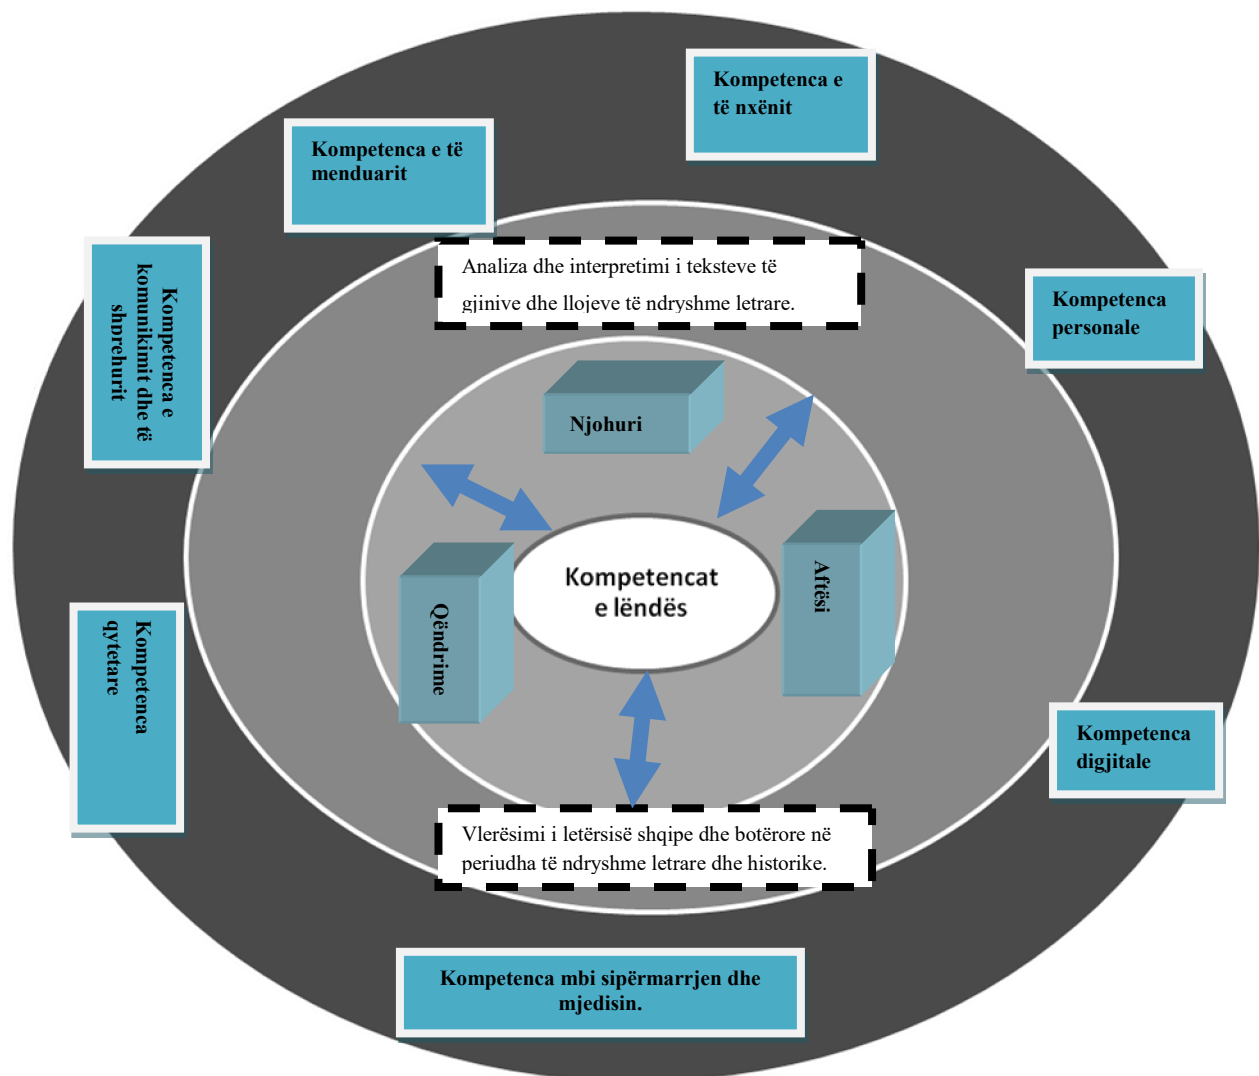 Kompetenca e
të nxënit
Kompetenca e të
menduarit
Kompetenca e
komunikimit dhe të
shprehurit
Analiza dhe interpretimi i teksteve të
gjinive dhe llojeve të ndryshme letrare.
Kompetenca
personale
Njohuri
Kompetencat
e lëndës
Aftësi
Qëndrime
Kompetenca
qytetare
Kompetenca
digjitale
Vlerësimi i letërsisë shqipe dhe botërore në
periudha të ndryshme letrare dhe historike.
Kompetenca mbi sipërmarrjen dhe
mjedisin.